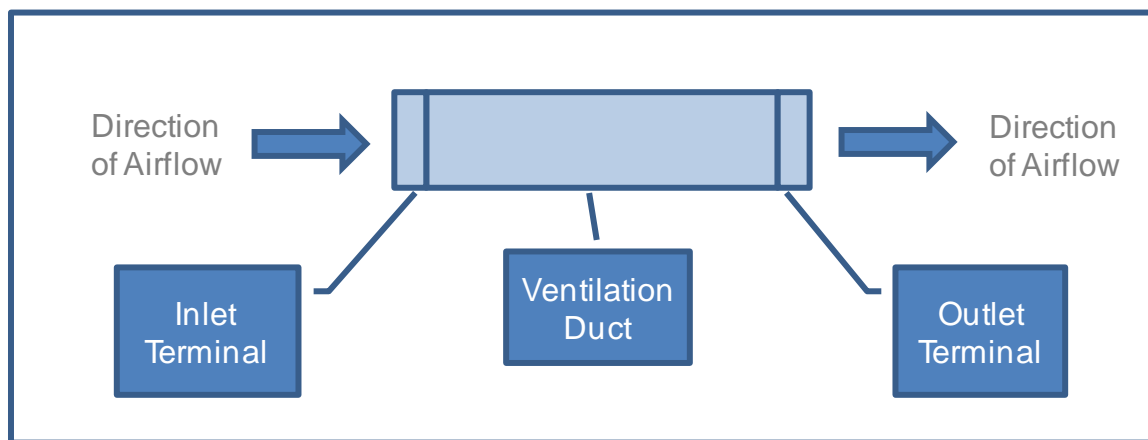 Direction
of Airflow
Direction
of Airflow
Inlet
Terminal
Ventilation
Duct
Outlet
Terminal